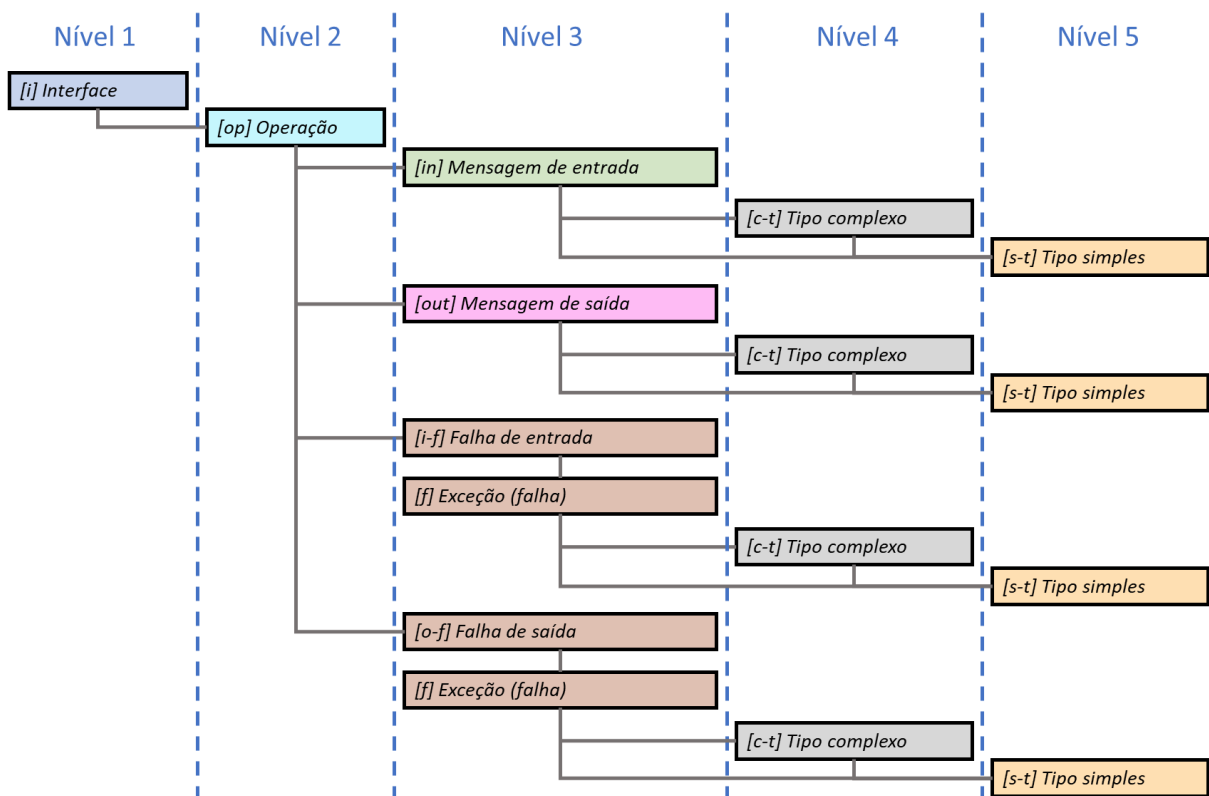 Nível 1
Nível 2
Nível 3
Nível 4
Nível 5
[i] Interface
[op] Operação
[in] Mensagem de entrada
[c-t] Tipo complexo
[s-t] Tipo simples
[out] Mensagem de saída
[c-t] Tipo complexo
[s-t] Tipo simples
[i-f] Falha de entrada
[f] Exceção (falha)
[c-t] Tipo complexo
[s-t] Tipo simples
[o-f] Falha de saída
[f] Exceção (falha)
[c-t] Tipo complexo
[s-t] Tipo simples